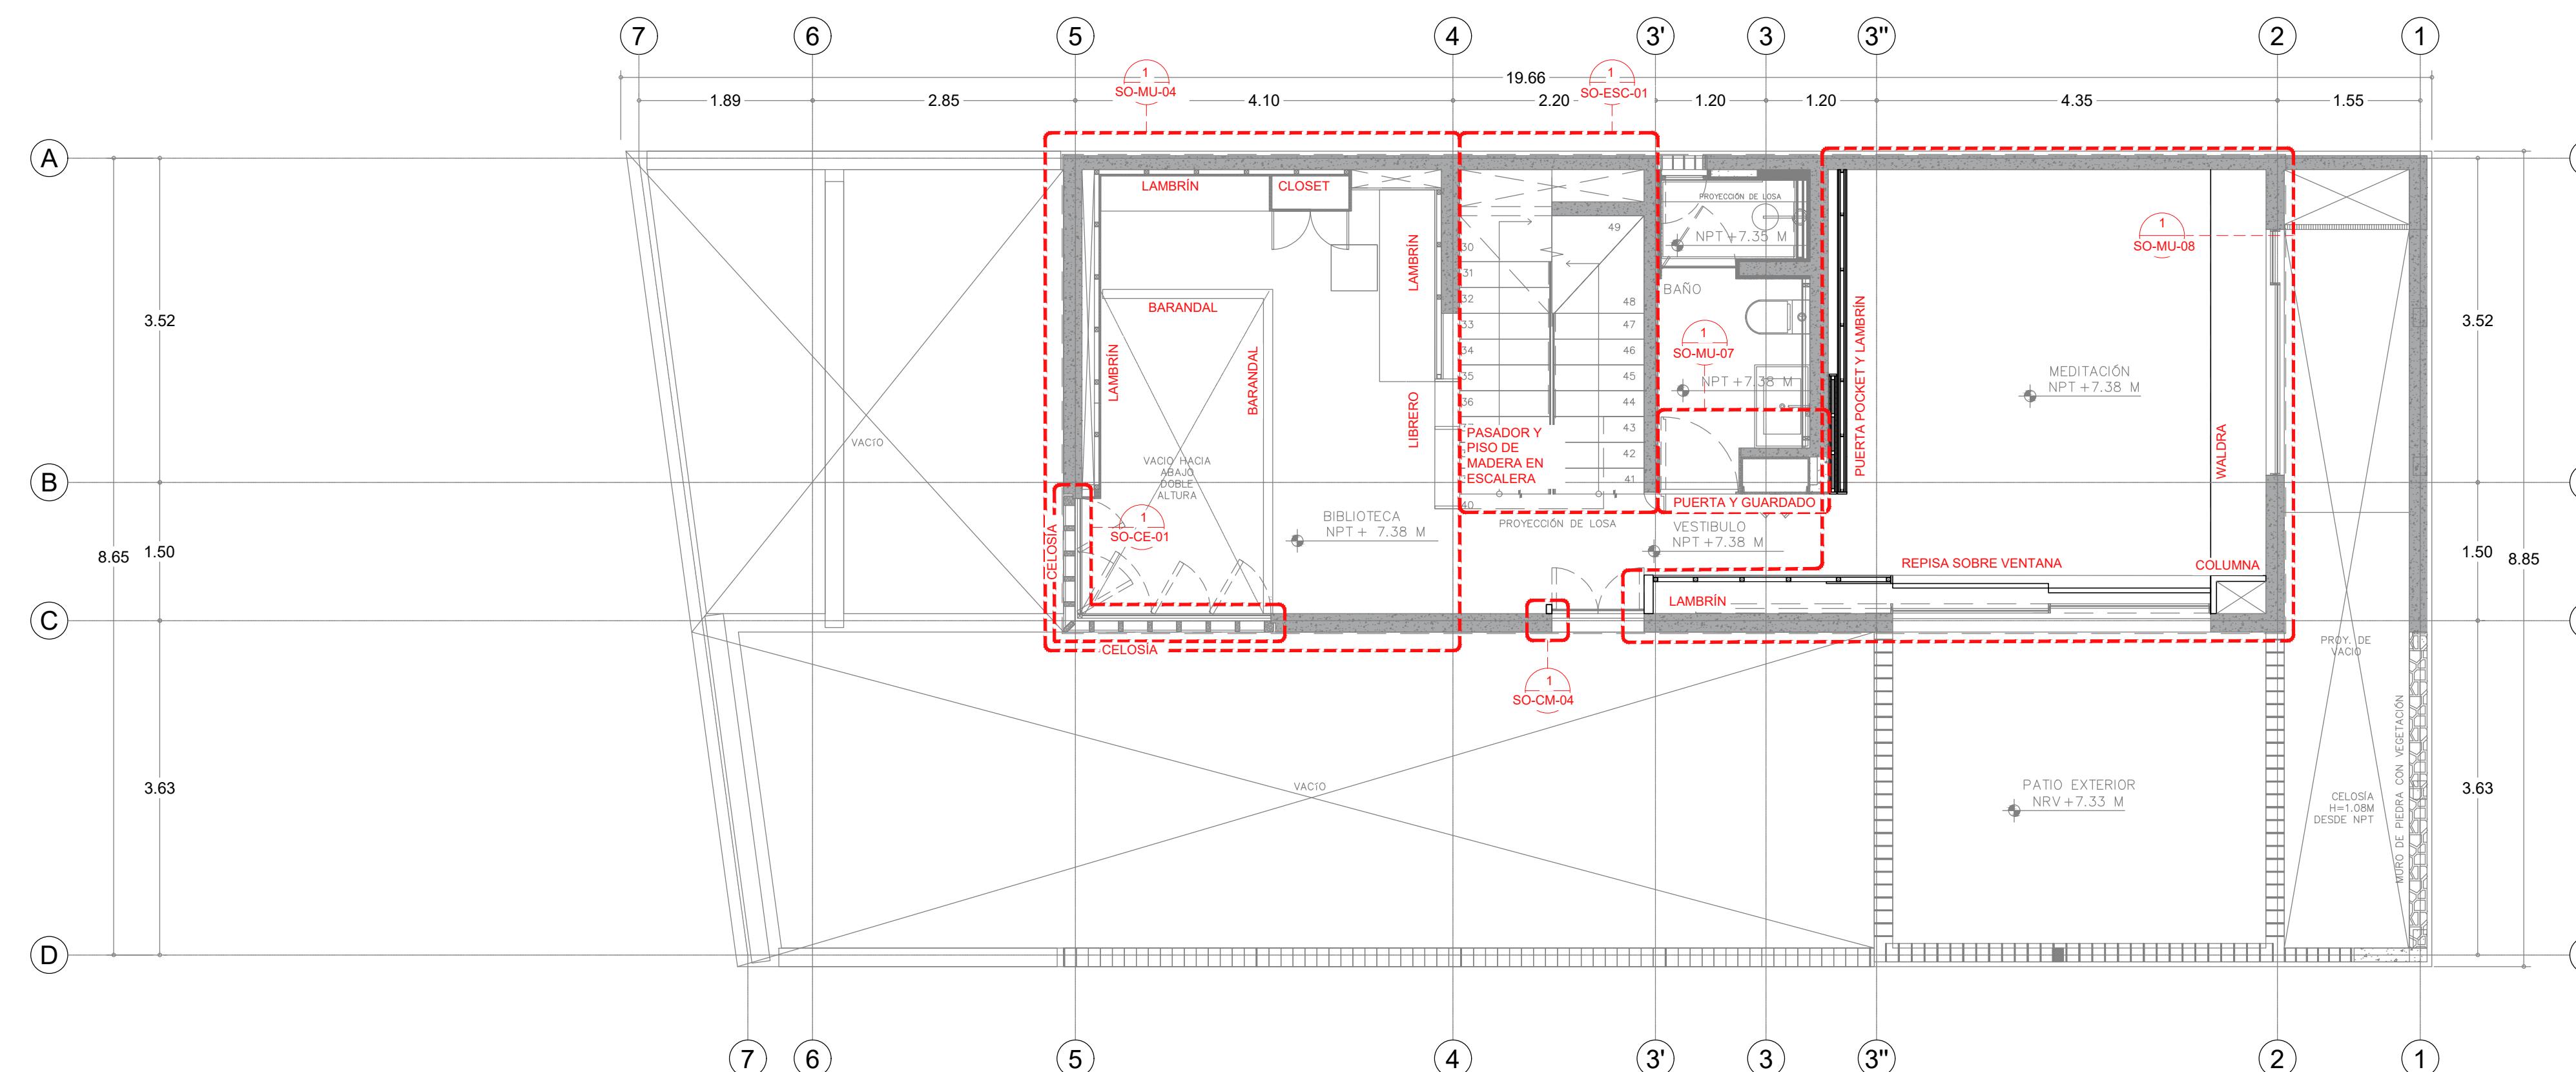 7
6
5
4
3'
3
3"
2
1
1
SO-MU-04
19.66
1
SO-ESC-01
1.89
2.85
4.10
2.20
1.20
1.20
4.35
1.55
A
LAMBRÍN
CLOSET
PROYECCIÓN DE LOSA
49
NPT +7.35 M
1
SO-MU-08
30
31
32
33
34
35
36
LAMBRÍN
BARANDAL
BAÑO
48
47
46
45
44
43
42
41
40
3.52
3.52
LAMBRÍN
BARANDAL
1
SO-MU-07
PUERTA POCKET Y LAMBRÍN
MEDITACIÓN
NPT +7.38 M
NPT +7.38 M
LIBRERO
WALDRA
VACIO
PASADOR Y
PISO DE
MADERA EN
ESCALERA
VACIO HACIA
ABAJO
DOBLE
ALTURA
B
PUERTA Y GUARDADO
1
SO-CE-01
CELOSÍA
BIBLIOTECA
NPT + 7.38 M
PROYECCIÓN DE LOSA
VESTIBULO
NPT +7.38 M
8.65
1.50
1.50
8.85
REPISA SOBRE VENTANA
COLUMNA
LAMBRÍN
C
CELOSÍA
PROY. DE
VACIO
1
SO-CM-04
VACIO
3.63
3.63
PATIO EXTERIOR
NRV +7.33 M
CELOSÍA
H=1.08M
DESDE NPT
MURO DE PIEDRA CON VEGETACIÓN
D
7
6
5
4
3'
3
3"
2
1